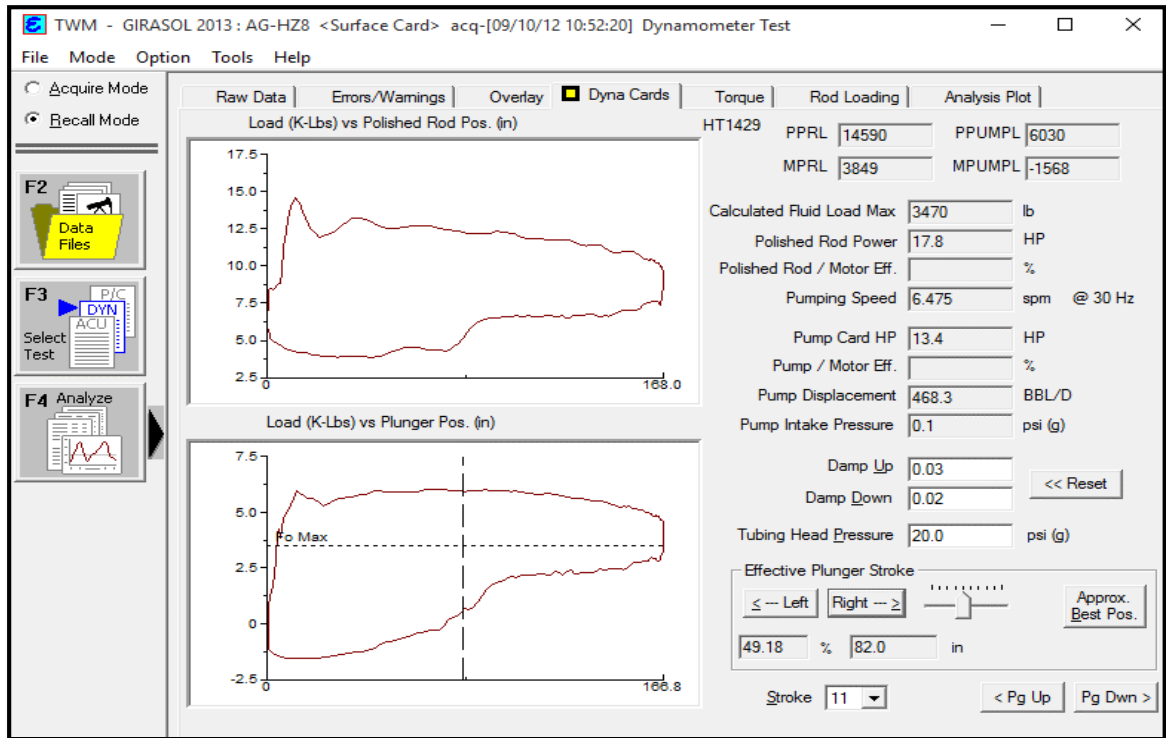 TWM - GIRASOL 2013 : AG-HZ8 <Surface Card> acq-[09/10/12 10:52:20] Dynamometer Test
File Mode Option Tools Help
Acquire Mode
Recall Mode
F2
Data
Files
F3
P/C
DYN
ACU
Select
Test
F4 Analyze
Raw Data
Errors/Warnings
Overlay
Dyna Cards
Torque
Rod Loading
Analysis Plot
Load (K-Lbs) vs Polished Rod Pos. (in)
17.5
15.0
12.5
10.0
7.5
5.0
2.5
0
168.0
Load (K-Lbs) vs Plunger Pos. (in)
7.5
5.0
Fo Max
2.5
0
-2.5
0
166.8
HT1429
PPRL 14590 PPUMPL 6030
MPRL 3849 MPUMPL -1568
Calculated Fluid Load Max 3470 lb
Polished Rod Power 17.8 HP
Polished Rod / Motor Eff. %
Pumping Speed 6.475 spm @ 30 Hz
Pump Card HP 13.4 HP
Pump / Motor Eff. %
Pump Displacement 468.3 BBL/D
Pump Intake Pressure 0.1 psi (g)
Damp Up 0.03
Damp Down 0.02
<< Reset
Tubing Head Pressure 20.0 psi (g)
Effective Plunger Stroke
< --- Left Right --- >
Approx.
Best Pos.
49.18 % 82.0 in
Stroke 11 < Pg Up Pg Dwn >